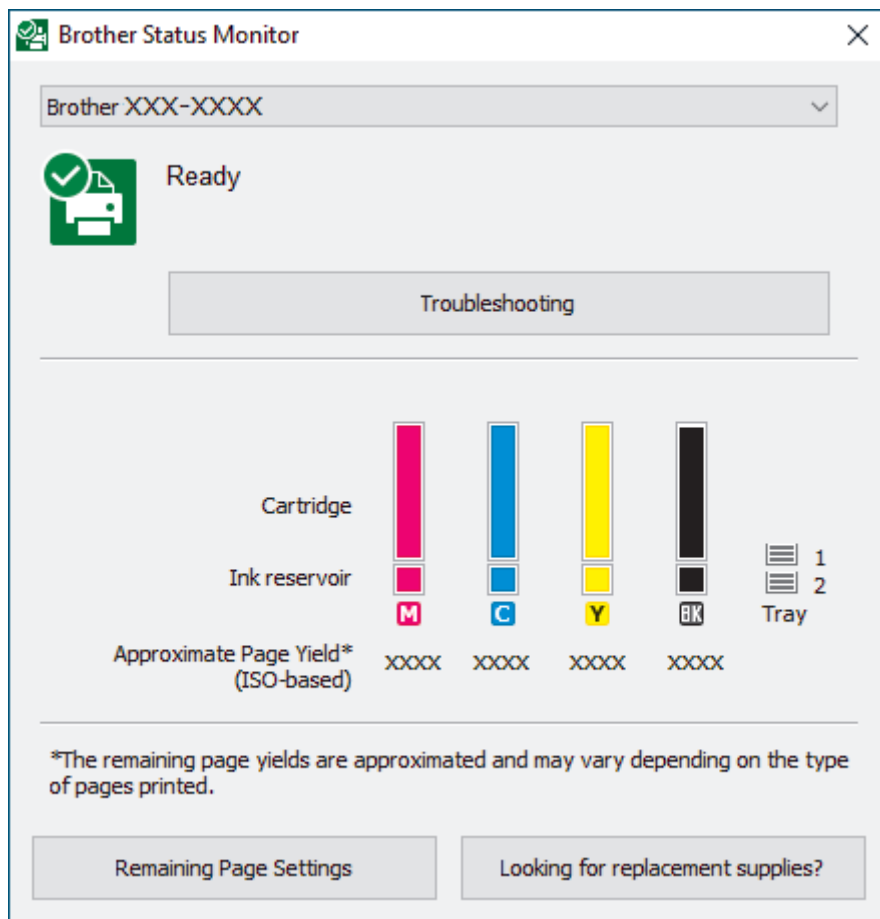 Brother Status Monitor
Brother XXX-XXXX
Ready
Troubleshooting
Cartridge
Ink reservoir
1
2
M C Y BK Tray
Approximate Page Yield* XXXX XXXX XXXX XXXX
(ISO-based)
*The remaining page yields are approximated and may vary depending on the type
of pages printed.
Remaining Page Settings Looking for replacement supplies?